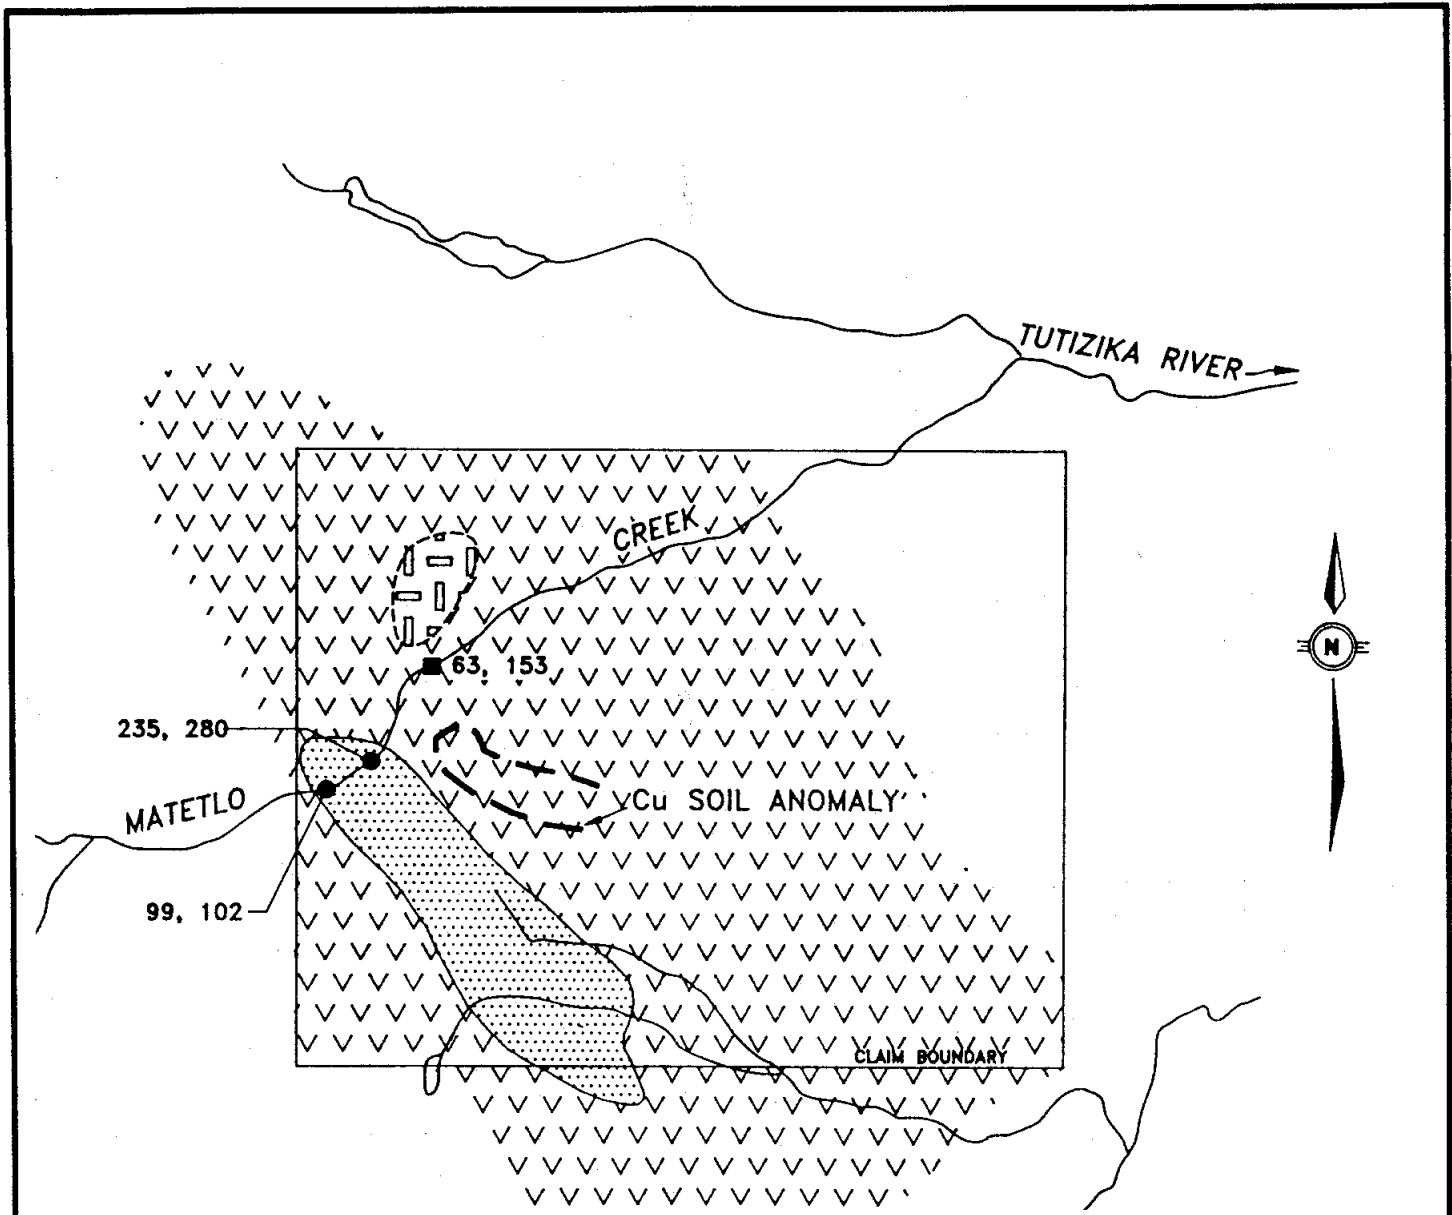 TUTIZIKA RIVER
CREEK
N
63, 153
235, 280
Cu SOIL ANOMALY
MATETLO
99, 102
CLAIM BOUNDARY